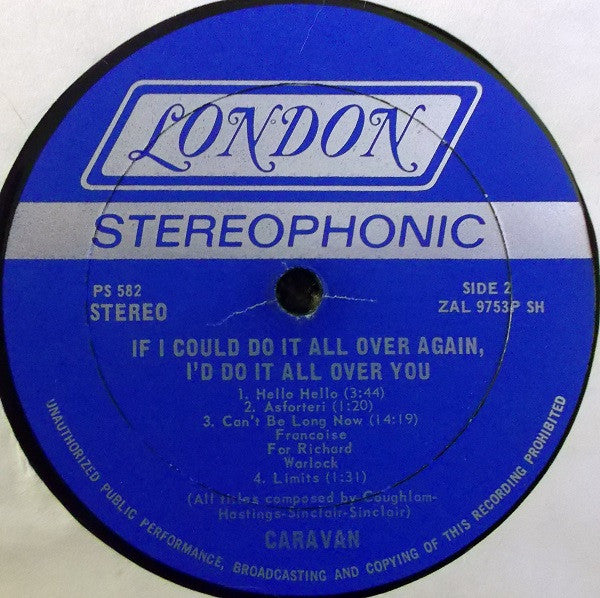 LONDON
STEREOPHONIC
PS 582
STEREO
SIDE 2
ZAL 9753P SH
IF I COULD DO IT ALL OVER AGAIN,
I'D DO IT ALL OVER YOU
1. Hello Hello (3:44)
2. Asforteri (1:20)
3. Can't Be Long Now (14:19)
Francoise
For Richard
Warlock
4. Limits (1:31)
(All titles composed by Coughlam-
Hastings-Sinclair-Sinclair)
CARAVAN
UNAUTHORIZED PUBLIC PERFORMANCE, BROADCASTING AND COPYING OF THIS RECORDING PROHIBITED